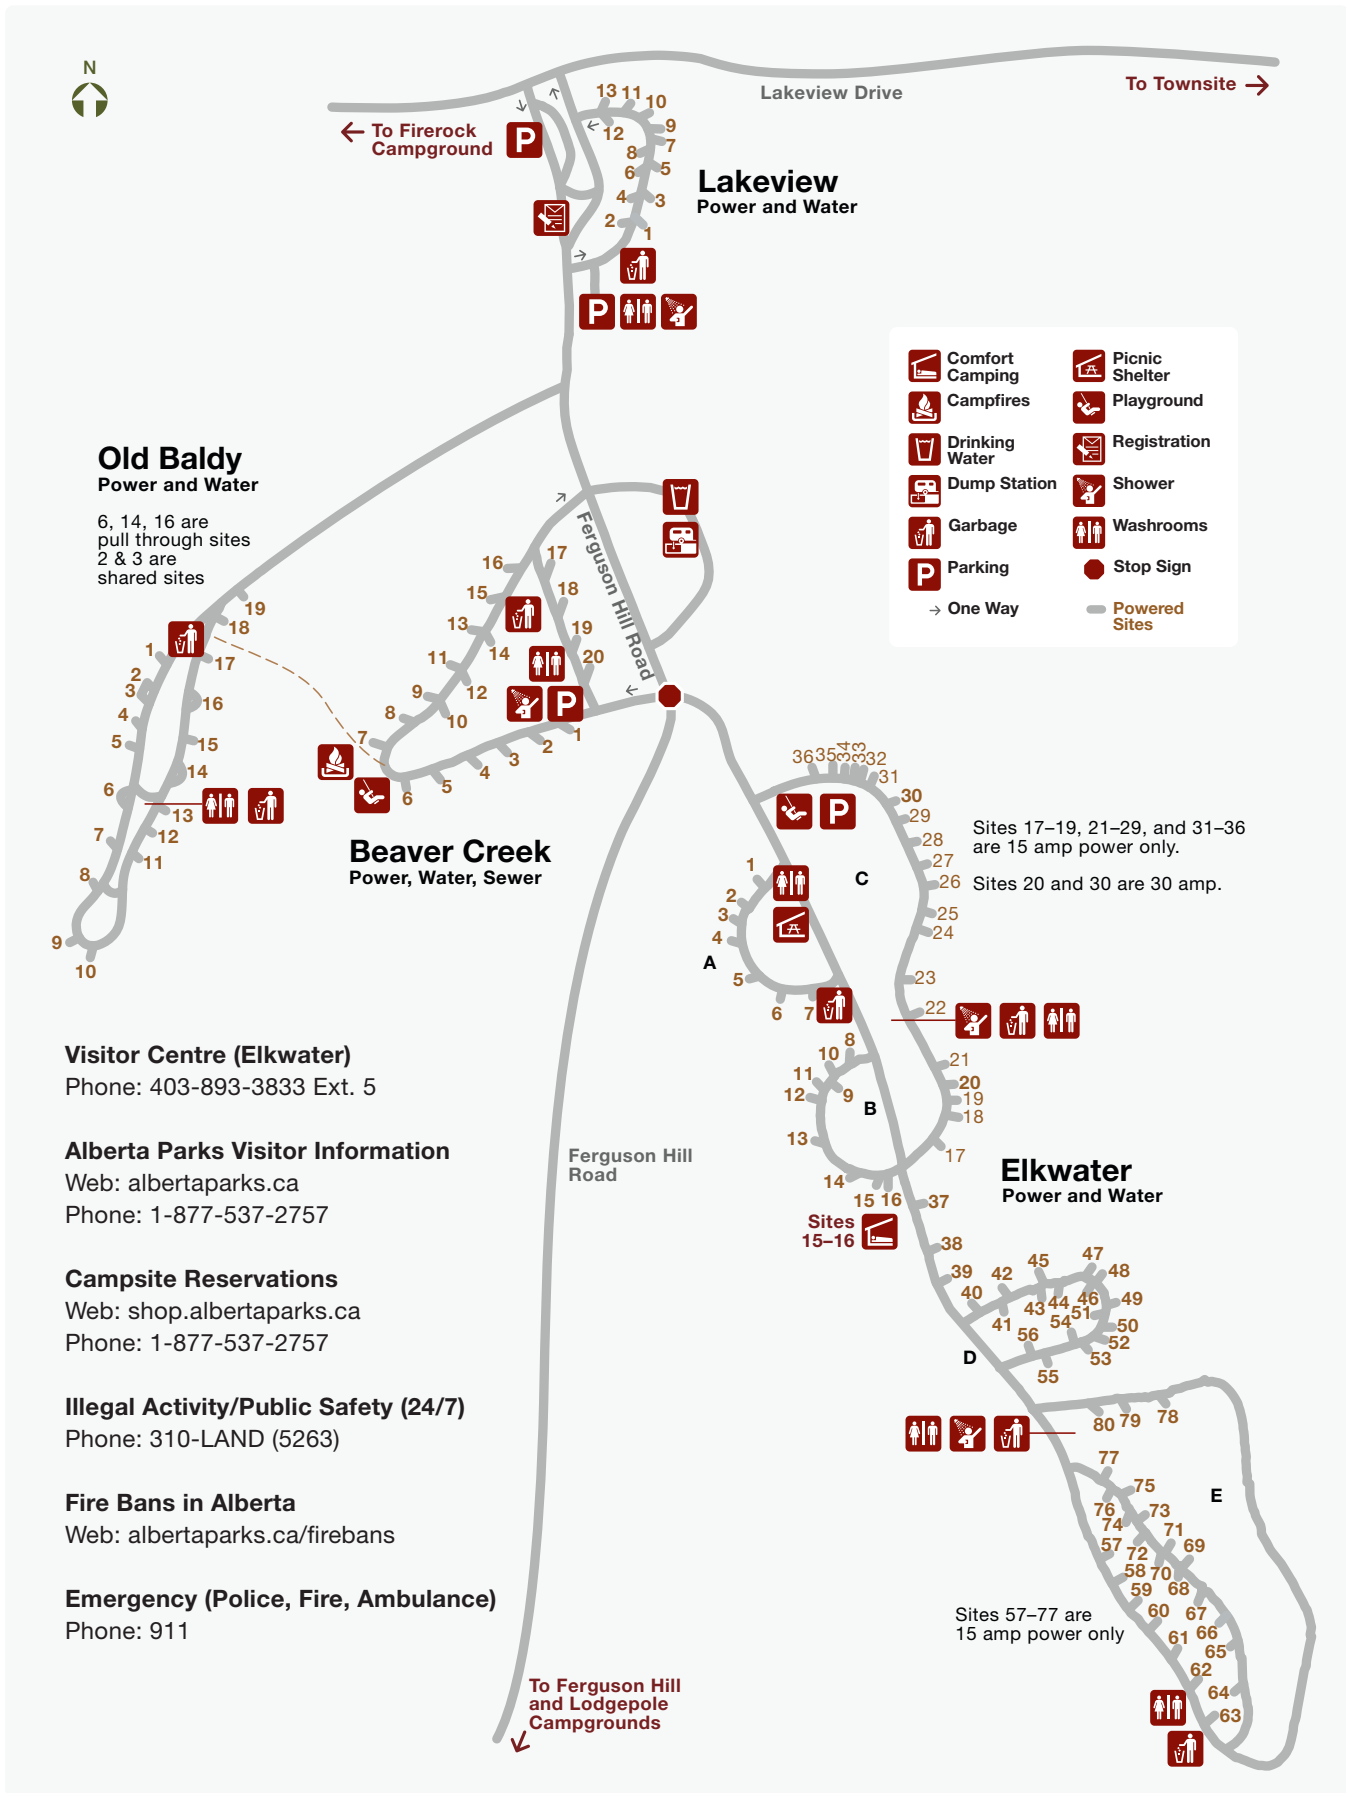 N
Lakeview Drive
To Townsite
To Firerock
Campground
P
13 11 10
12
9
7
8
6
5
4
3
2
1
Lakeview
Power and Water
P
Comfort
Camping
Picnic
Shelter
Campfires
Playground
Drinking
Water
Registration
Dump Station
Shower
Garbage
Washrooms
P
Parking
Stop Sign
One Way
Powered
Sites
Old Baldy
Power and Water
6, 14, 16 are
pull through sites
2 & 3 are
shared sites
19
18
17
1
2
3
4
5
6
7
8
9
10
11
12
13
14
15
16
Ferguson Hill Road
16
15
13
14
11
12
9
10
8
7
6
5
4
3
2
1
17
18
19
20
P
Beaver Creek
Power, Water, Sewer
36 35 34 33 32
31
30
29
28
27
26
25
24
23
22
21
20
19
18
17
P
Sites 17–19, 21–29, and 31–36
are 15 amp power only.
Sites 20 and 30 are 30 amp.
C
1
2
3
4
A
5
6
7
8
10
11
12
9
B
13
14
15 16
Sites
15–16
Elkwater
Power and Water
37
38
39
40
42
45
47
48
49
50
52
53
55
56
54
51
46
44
43
41
D
80 79 78
E
77
75
76
73
74
71
57
72
69
58
70
59
68
60
67
61
66
65
62
64
63
Sites 57–77 are
15 amp power only
Visitor Centre (Elkwater)
Phone: 403-893-3833 Ext. 5
Alberta Parks Visitor Information
Web: albertaparks.ca
Phone: 1-877-537-2757
Campsite Reservations
Web: shop.albertaparks.ca
Phone: 1-877-537-2757
Illegal Activity/Public Safety (24/7)
Phone: 310-LAND (5263)
Fire Bans in Alberta
Web: albertaparks.ca/firebans
Emergency (Police, Fire, Ambulance)
Phone: 911
Ferguson Hill
Road
To Ferguson Hill
and Lodgepole
Campgrounds